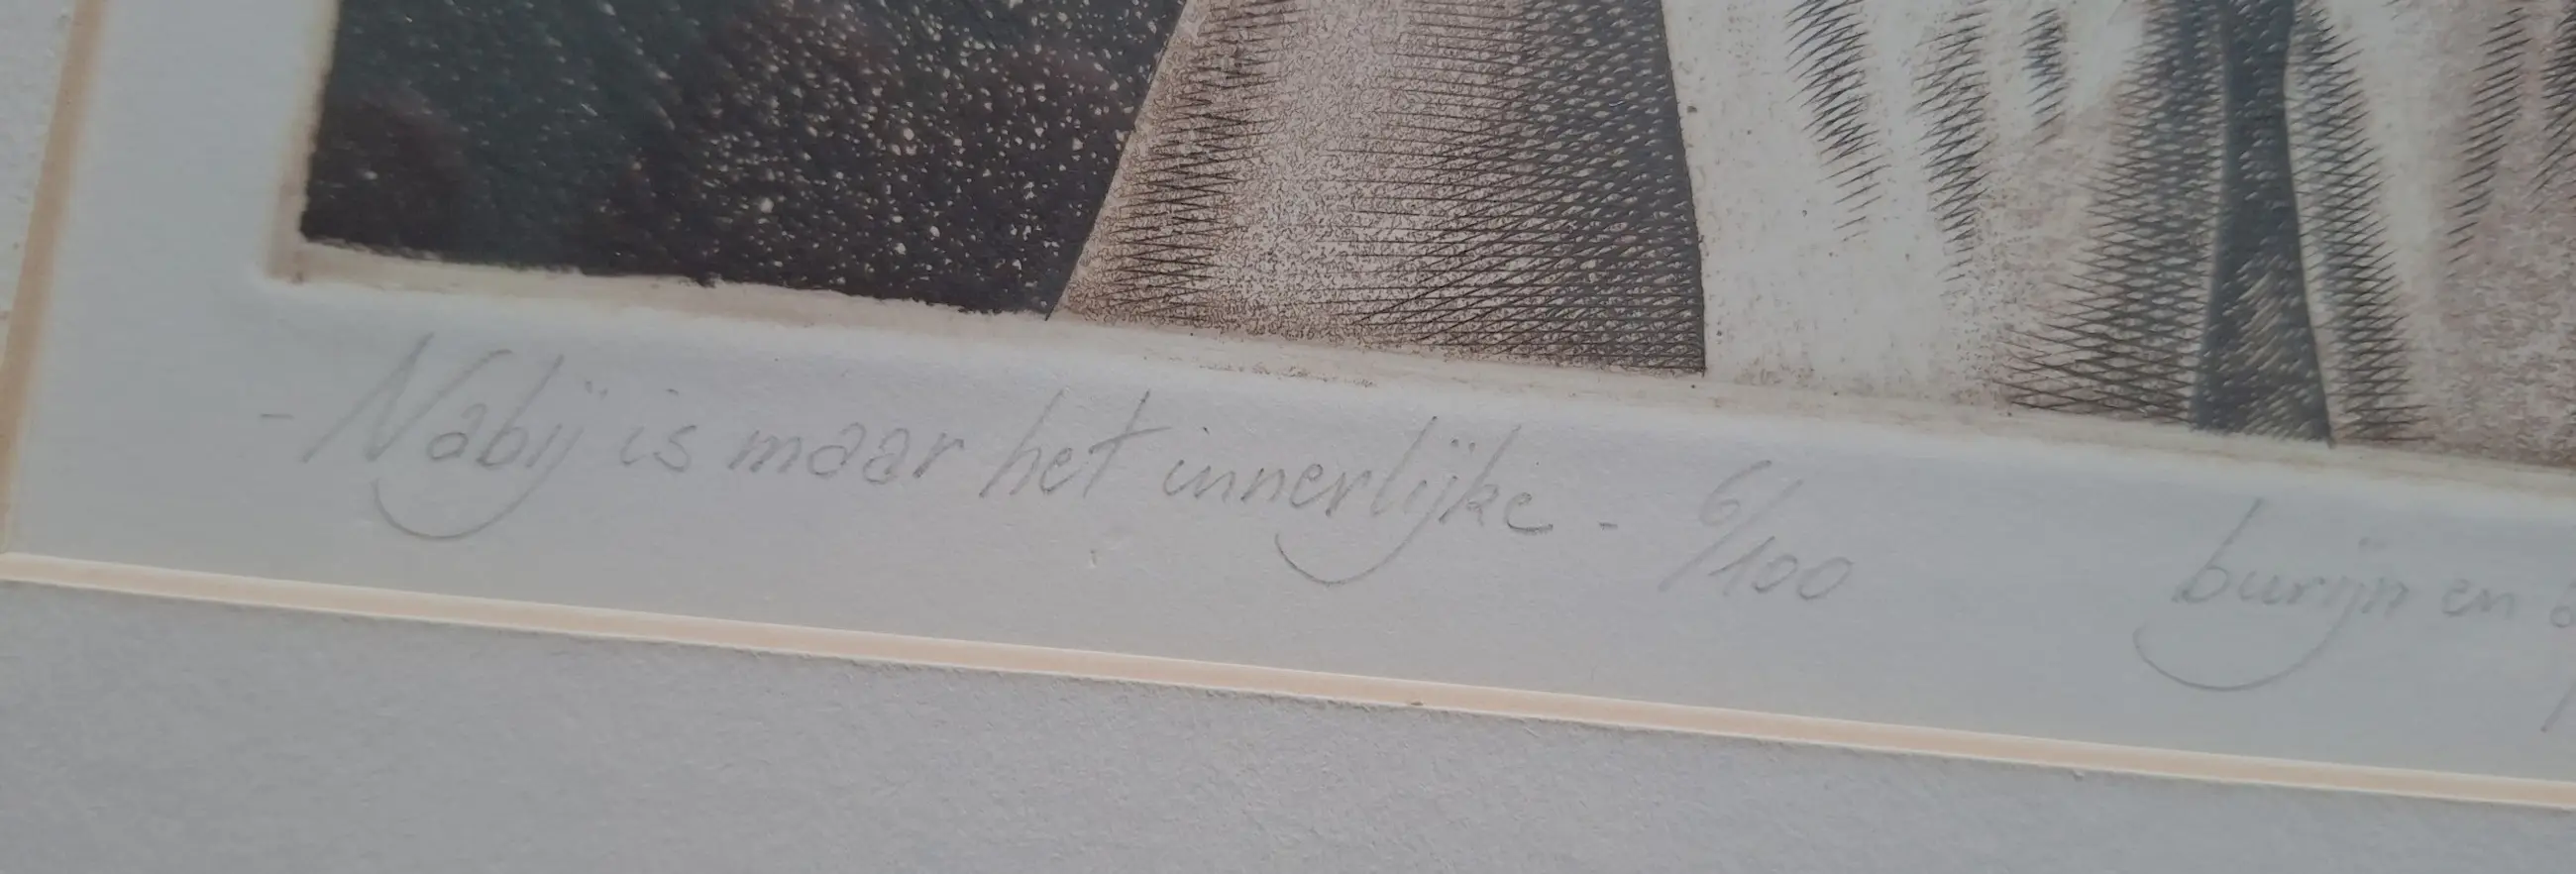 - Nabij is maar het innerlijke - 6/100 burijn en